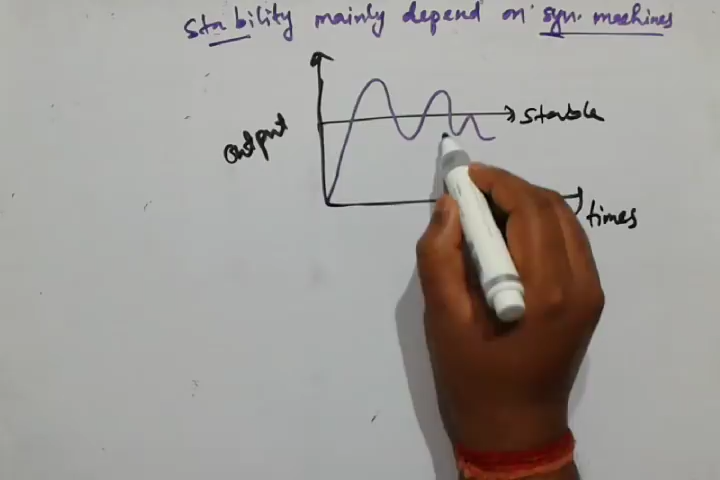 Stability mainly depend on syn. machines
output
stable
times